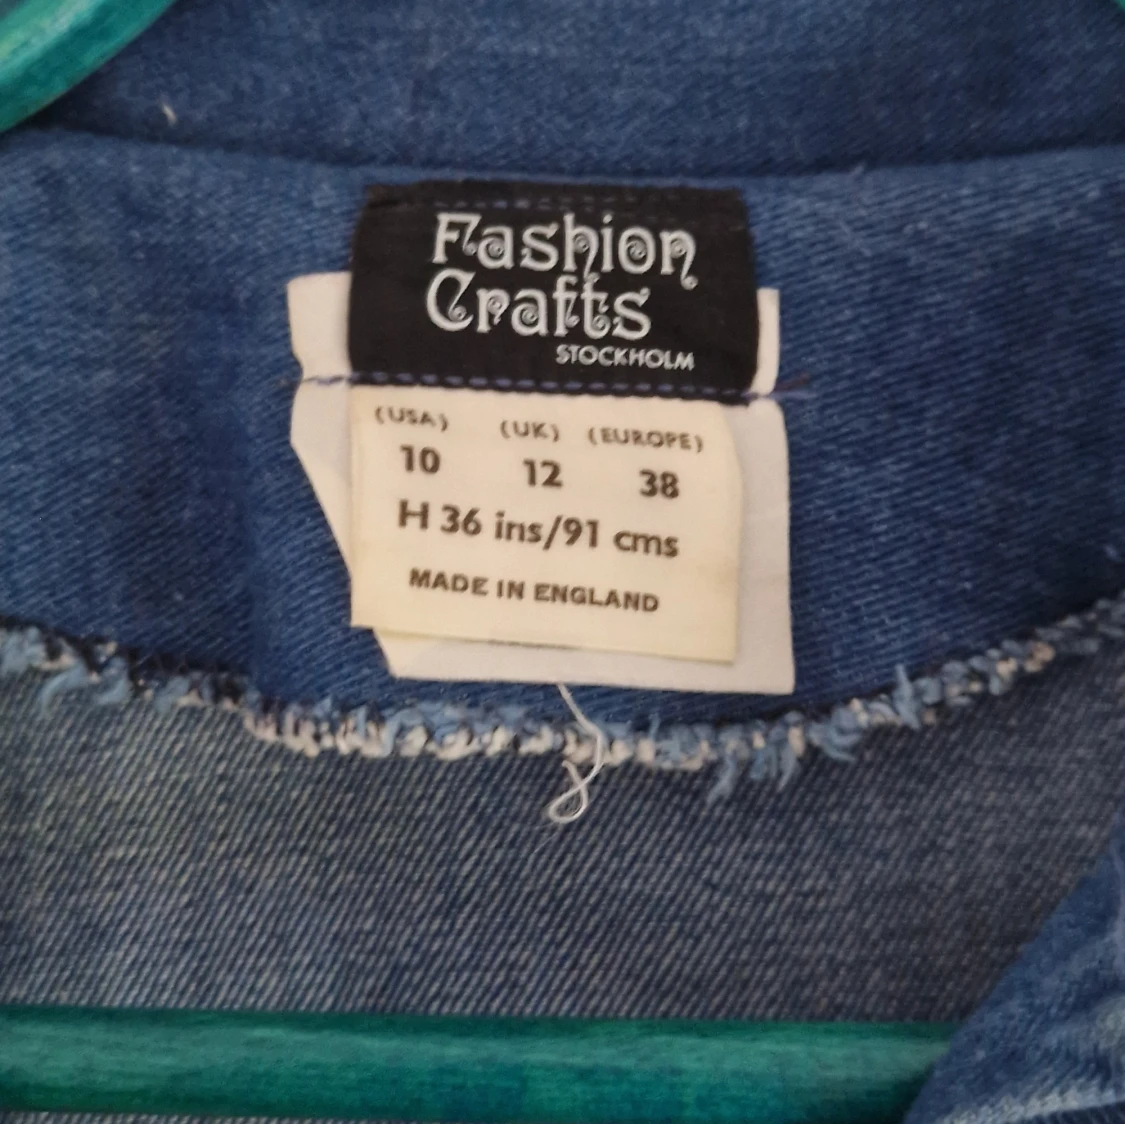 Fashion
Crafts
STOCKHOLM
(USA) (UK) (EUROPE)
10 12 38
H 36 ins/91 cms
MADE IN ENGLAND